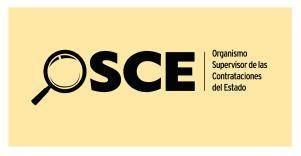 OSCE
Organismo
Supervisor de las
Contrataciones
del Estado